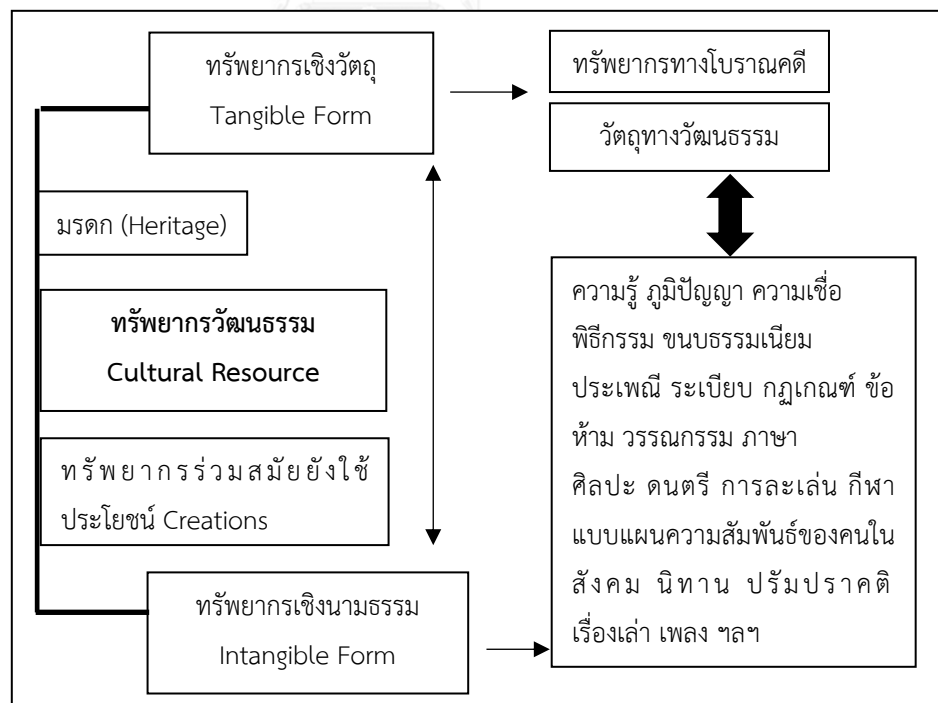 ทรัพยากรเชิงวัตถุ
Tangible Form
ทรัพยากรทางโบราณคดี
วัตถุทางวัฒนธรรม
มรดก (Heritage)
ทรัพยากรวัฒนธรรม
Cultural Resource
ทรัพยากรร่วมสมัยยังใช้
ประโยชน์ Creations
ทรัพยากรเชิงนามธรรม
Intangible Form
ความรู้ ภูมิปัญญา ความเชื่อ
พิธีกรรม ขนบธรรมเนียม
ประเพณี ระเบียบ กฏเกณฑ์ ข้อ
ห้าม วรรณกรรม ภาษา
ศิลปะ ดนตรี การละเล่น กีฬา
แบบแผนความสัมพันธ์ของคนใน
สังคม นิทาน ปรัมปราคติ
เรื่องเล่า เพลง ฯลฯ